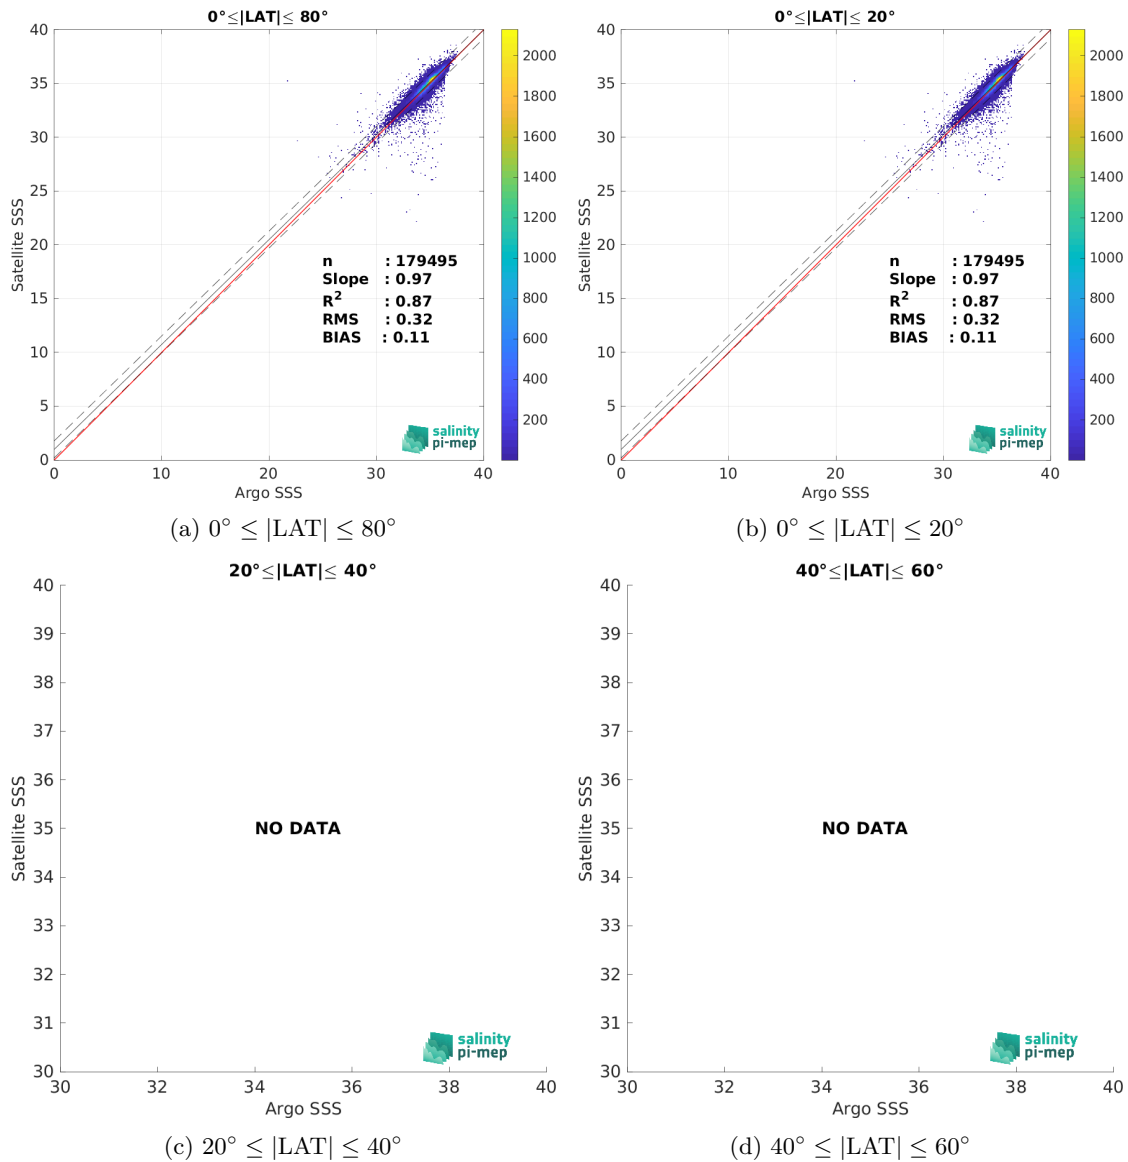 0°≤|LAT|≤ 80°
40
35
30
25
20
15
10
5
0
Satellite SSS
0
10
20
30
40
Argo SSS
2000
1800
1600
1400
1200
1000
800
600
400
200
n : 179495
Slope : 0.97
R² : 0.87
RMS : 0.32
BIAS : 0.11
salinity
pi-mep
(a) 0° ≤ |LAT| ≤ 80°
0°≤|LAT|≤ 20°
40
35
30
25
20
15
10
5
0
Satellite SSS
0
10
20
30
40
Argo SSS
2000
1800
1600
1400
1200
1000
800
600
400
200
n : 179495
Slope : 0.97
R² : 0.87
RMS : 0.32
BIAS : 0.11
salinity
pi-mep
(b) 0° ≤ |LAT| ≤ 20°
20°≤|LAT|≤ 40°
40
39
38
37
36
35
34
33
32
31
30
Satellite SSS
NO DATA
salinity
pi-mep
30
32
34
36
38
40
Argo SSS
(c) 20° ≤ |LAT| ≤ 40°
40°≤|LAT|≤ 60°
40
39
38
37
36
35
34
33
32
31
30
Satellite SSS
NO DATA
salinity
pi-mep
30
32
34
36
38
40
Argo SSS
(d) 40° ≤ |LAT| ≤ 60°